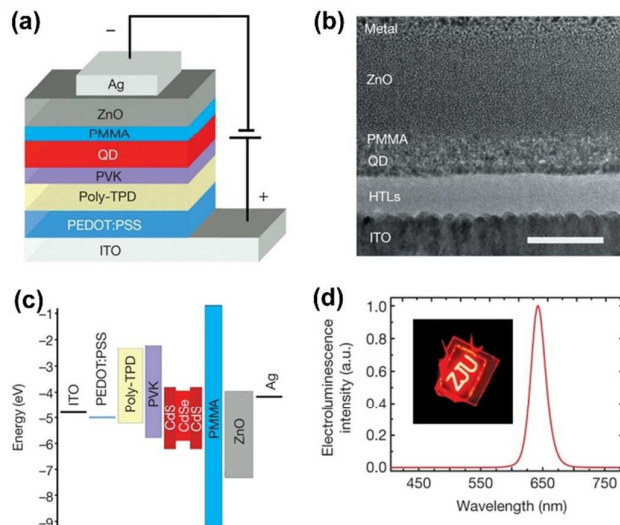 (a)
−
Ag
ZnO
PMMA
QD
PVK
Poly-TPD
PEDOT:PSS
ITO
+
(b)
Metal
ZnO
PMMA
QD
HTLs
ITO
(c)
Energy (eV)
−1
−2
−3
−4
−5
−6
−7
−8
−9
ITO
PEDOT:PSS
Poly-TPD
PVK
CdS
CdSe
CdS
PMMA
ZnO
Ag
(d)
Electroluminescence
intensity (a.u.)
1.0
0.8
0.6
0.4
0.2
0.0
ZJU
450
550
650
750
Wavelength (nm)